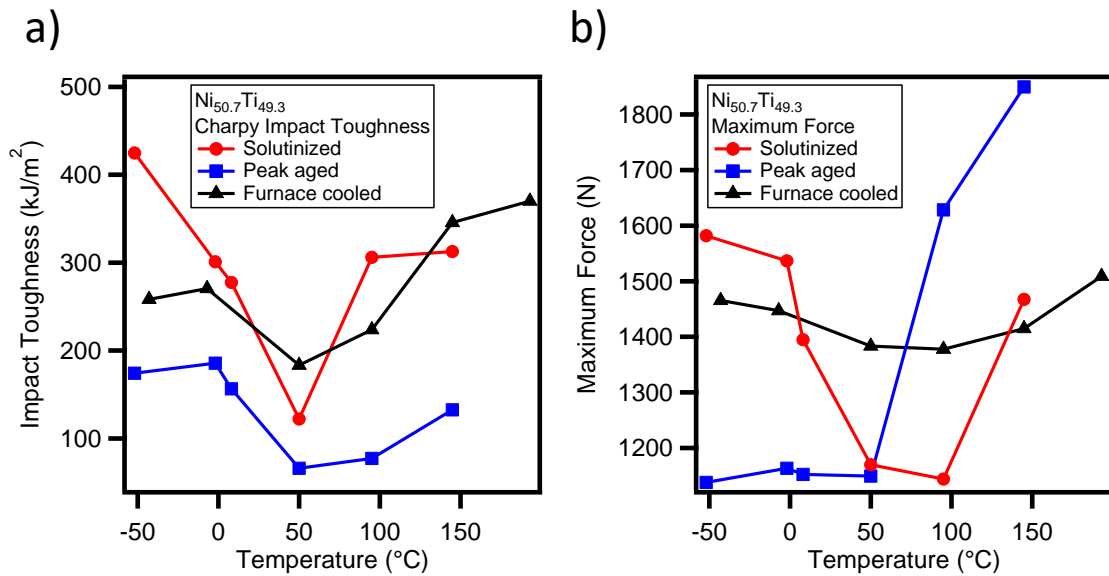 a)
500
400
300
200
100
Impact Toughness (kJ/m²)
Ni₅₀.₇Ti₄₉.₃
Charpy Impact Toughness
Solutinized
Peak aged
Furnace cooled
-50
0
50
100
150
Temperature (°C)
b)
1800
1700
1600
1500
1400
1300
1200
Maximum Force (N)
Ni₅₀.₇Ti₄₉.₃
Maximum Force
Solutinized
Peak aged
Furnace cooled
-50
0
50
100
150
Temperature (°C)